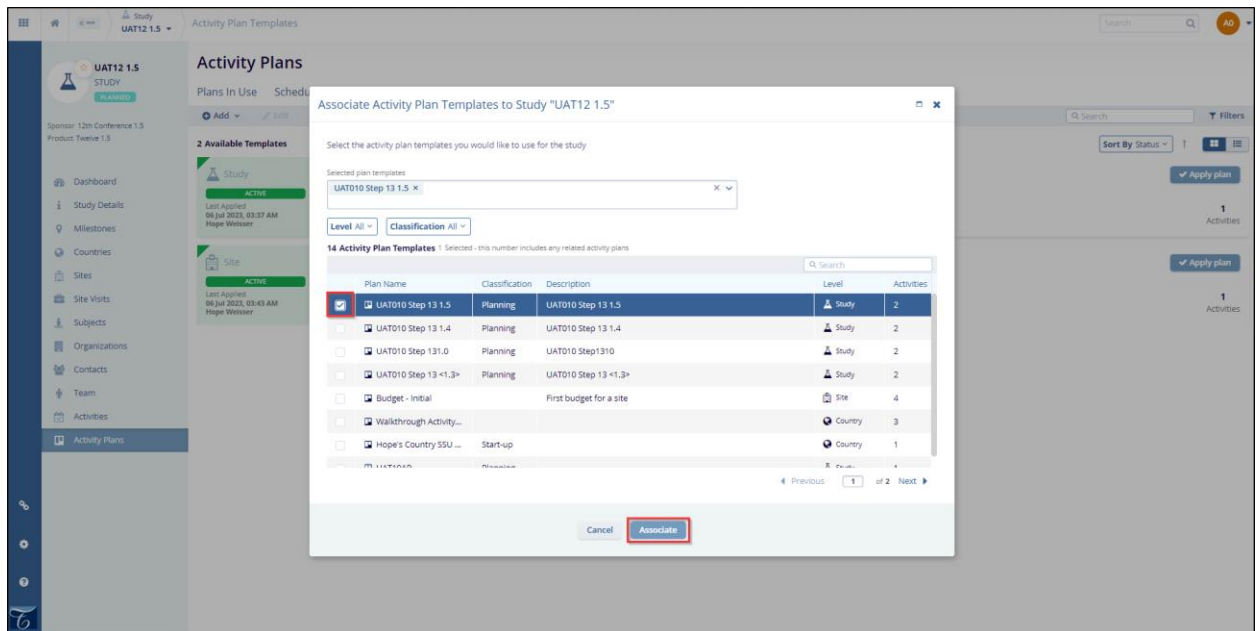 Study
UAT12 1.5
Activity Plan Templates
Search
AO
UAT12 1.5
STUDY
PLANNED
Sponsor 12th Conference 1.5
Product Twelve 1.5
Dashboard
Study Details
Milestones
Countries
Sites
Site Visits
Subjects
Organizations
Contacts
Team
Activities
Activity Plans
Activity Plans
Plans In Use Schedu
Add Edit
Search
Filters
2 Available Templates
Sort By Status
Study
ACTIVE
Last Applied
06 Jul 2023, 03:37 AM
Hope Weisser
Apply plan
1
Activities
Site
ACTIVE
Last Applied
06 Jul 2023, 03:43 AM
Hope Weisser
Apply plan
1
Activities
Associate Activity Plan Templates to Study "UAT12 1.5"
Select the activity plan templates you would like to use for the study
Selected plan templates
UAT010 Step 13 1.5 ×
Level All Classification All
14 Activity Plan Templates 1 Selected - this number includes any related activity plans
Search
Plan Name Classification Description Level Activities
UAT010 Step 13 1.5 Planning UAT010 Step 13 1.5 Study 2
UAT010 Step 13 1.4 Planning UAT010 Step 13 1.4 Study 2
UAT010 Step 131.0 Planning UAT010 Step1310 Study 2
UAT010 Step 13 <1.3> Planning UAT010 Step 13 <1.3> Study 2
Budget - Initial First budget for a site Site 4
Walkthrough Activity... Country 3
Hope's Country SSU ... Start-up Country 1
Planning Study
Previous 1 of 2 Next
Cancel Associate